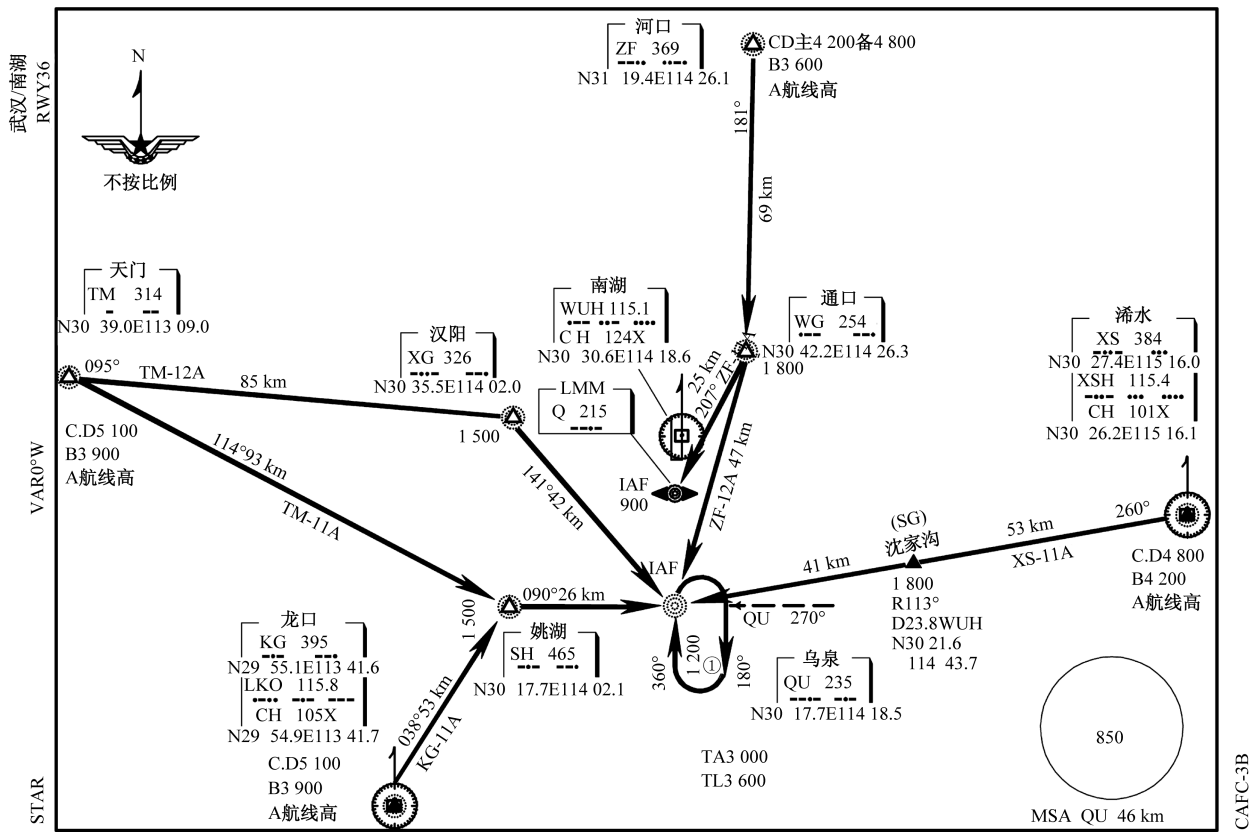 武汉/南湖
RWY36
N
不按比例
河口
ZF 369
N31 19.4E114 26.1
CD主4 200备4 800
B3 600
A航线高
181°
69 km
天门
TM 314
N30 39.0E113 09.0
095°
TM-12A
85 km
C.D5 100
B3 900
A航线高
114°93 km
TM-11A
汉阳
XG 326
N30 35.5E114 02.0
1 500
141°42 km
南湖
WUH 115.1
C H 124X
N30 30.6E114 18.6
LMM
Q 215
IAF
900
25 km
207°
通口
WG 254
N30 42.2E114 26.3
1 800
ZF-12A 47 km
浠水
XS 384
N30 27.4E115 16.0
XSH 115.4
CH 101X
N30 26.2E115 16.1
260°
53 km
XS-11A
C.D4 800
B4 200
A航线高
(SG)
沈家沟
41 km
1 800
R113°
D23.8WUH
N30 21.6
114 43.7
VAR0°W
IAF
090°26 km
1 500
姚湖
SH 465
N30 17.7E114 02.1
QU 270°
360°
1 200
①
180°
乌泉
QU 235
N30 17.7E114 18.5
龙口
KG 395
N29 55.1E113 41.6
LKO 115.8
CH 105X
N29 54.9E113 41.7
C.D5 100
B3 900
A航线高
038°53 km
KG-11A
TA3 000
TL3 600
850
MSA QU 46 km
STAR
CAFC-3B